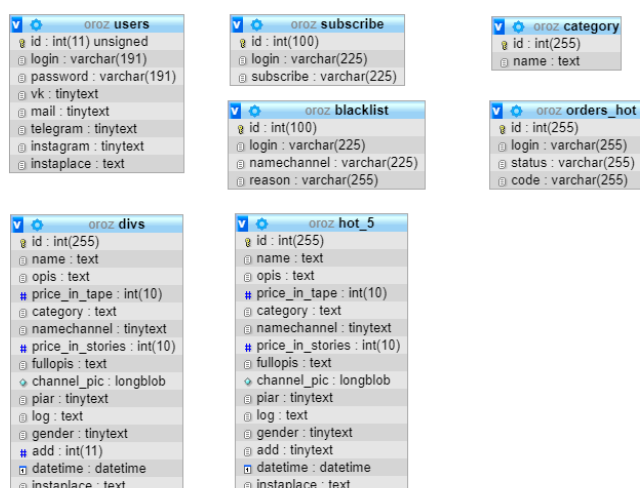 oroz users
id : int(11) unsigned
login : varchar(191)
password : varchar(191)
vk : tinytext
mail : tinytext
telegram : tinytext
instagram : tinytext
instaplace : text
oroz subscribe
id : int(100)
login : varchar(225)
subscribe : varchar(225)
oroz category
id : int(255)
name : text
oroz blacklist
id : int(100)
login : varchar(225)
namechannel : varchar(225)
reason : varchar(255)
oroz orders_hot
id : int(255)
login : varchar(255)
status : varchar(255)
code : varchar(255)
oroz divs
id : int(255)
name : text
opis : text
price_in_tape : int(10)
category : text
namechannel : tinytext
price_in_stories : int(10)
fullopis : text
channel_pic : longblob
piar : tinytext
log : text
gender : tinytext
add : int(11)
datetime : datetime
instaplace : text
oroz hot_5
id : int(255)
name : text
opis : text
price_in_tape : int(10)
category : text
namechannel : tinytext
price_in_stories : int(10)
fullopis : text
channel_pic : longblob
piar : tinytext
log : text
gender : tinytext
add : tinytext
datetime : datetime
instaplace : text